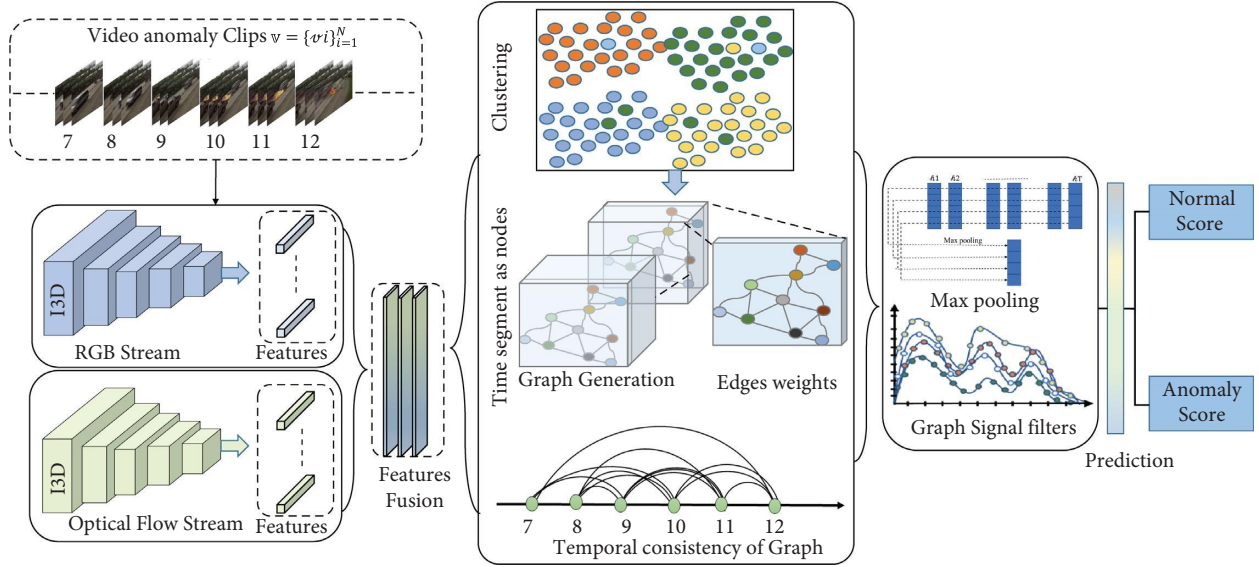 Video anomaly Clips 𝕧 = {𝓋i}ᵢ₌₁ᴺ
7 8 9 10 11 12
I3D
RGB Stream
Features
I3D
Optical Flow Stream
Features
Features
Fusion
Clustering
Time segment as nodes
Graph Generation
Edges weights
7 8 9 10 11 12
Temporal consistency of Graph
ℎ1 ℎ2 ℎT
Max pooling
Max pooling
Graph Signal filters
Prediction
Normal
Score
Anomaly
Score